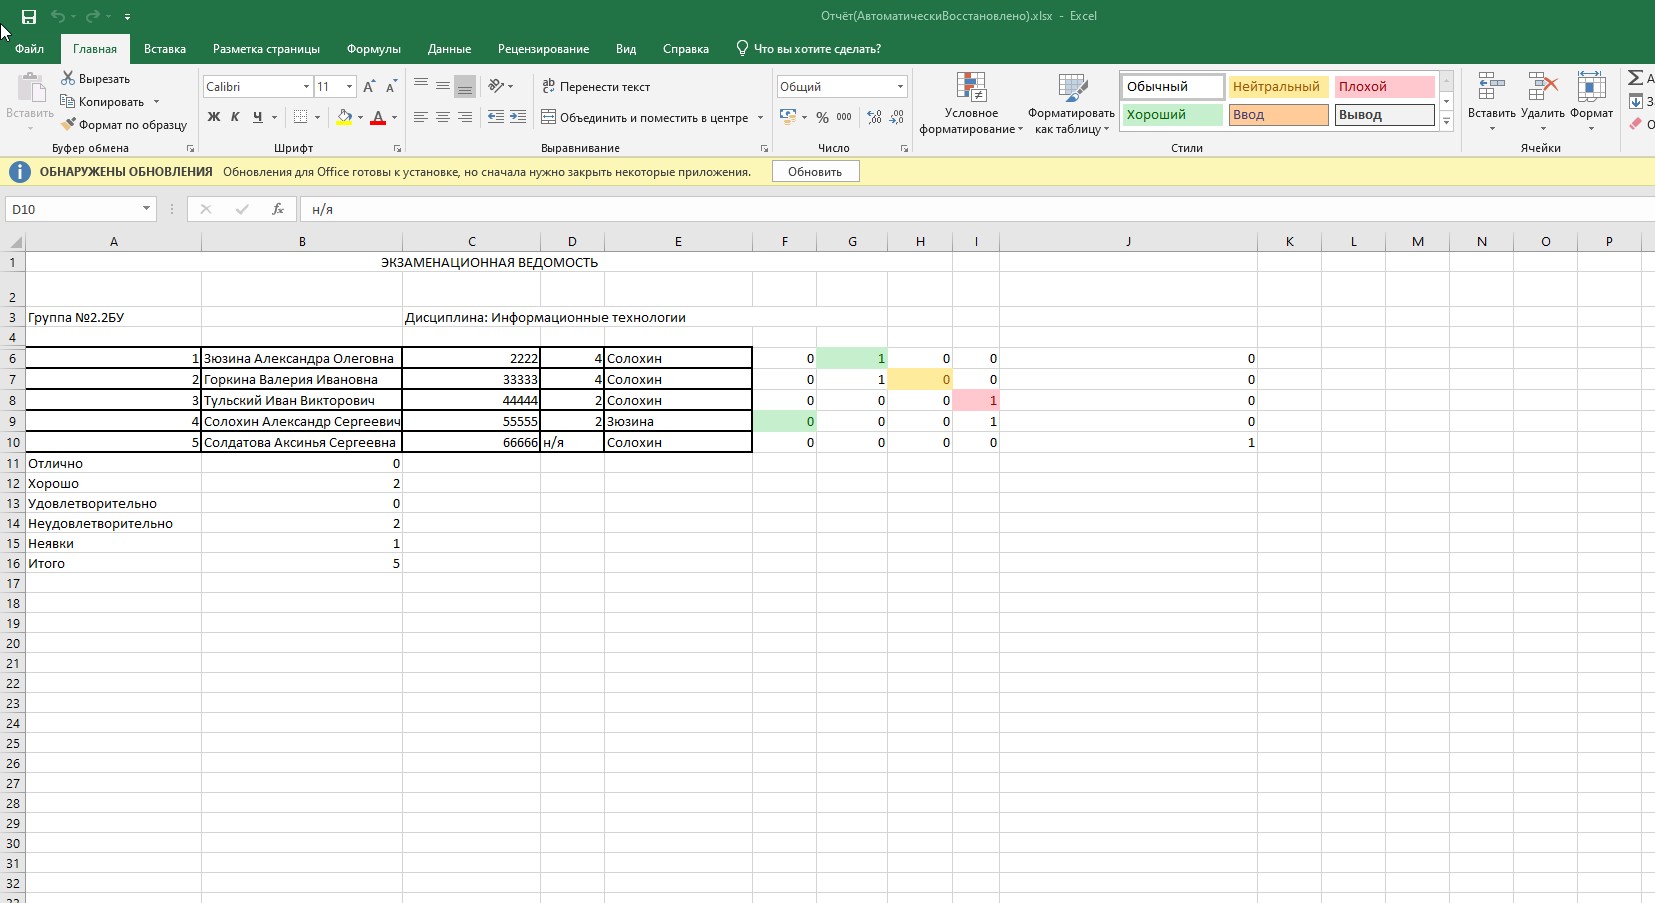 Отчёт(АвтоматическиВосстановлено).xlsx - Excel
Файл Главная Вставка Разметка страницы Формулы Данные Рецензирование Вид Справка Что вы хотите сделать?
Вставить
Вырезать
Копировать
Формат по образцу
Буфер обмена
Calibri 11
Ж К Ч
Шрифт
Перенести текст
Объединить и поместить в центре
Выравнивание
Общий
% 000
Число
Условное форматирование
Форматировать как таблицу
Обычный Нейтральный Плохой
Хороший Ввод Вывод
Стили
Вставить Удалить Формат
Ячейки
ОБНАРУЖЕНЫ ОБНОВЛЕНИЯ Обновления для Office готовы к установке, но сначала нужно закрыть некоторые приложения. Обновить
D10 fx н/я
A B C D E F G H I J K L M N O P
1 ЭКЗАМЕНАЦИОННАЯ ВЕДОМОСТЬ
2
3 Группа №2.2БУ Дисциплина: Информационные технологии
4
6 1 Зюзина Александра Олеговна 2222 4 Солохин 0 1 0 0 0
7 2 Горкина Валерия Ивановна 33333 4 Солохин 0 1 0 0 0
8 3 Тульский Иван Викторович 44444 2 Солохин 0 0 0 1 0
9 4 Солохин Александр Сергеевич 55555 2 Зюзина 0 0 0 1 0
10 5 Солдатова Аксинья Сергеевна 66666 н/я Солохин 0 0 0 0 1
11 Отлично 0
12 Хорошо 2
13 Удовлетворительно 0
14 Неудовлетворительно 2
15 Неявки 1
16 Итого 5
17
18
19
20
21
22
23
24
25
26
27
28
29
30
31
32